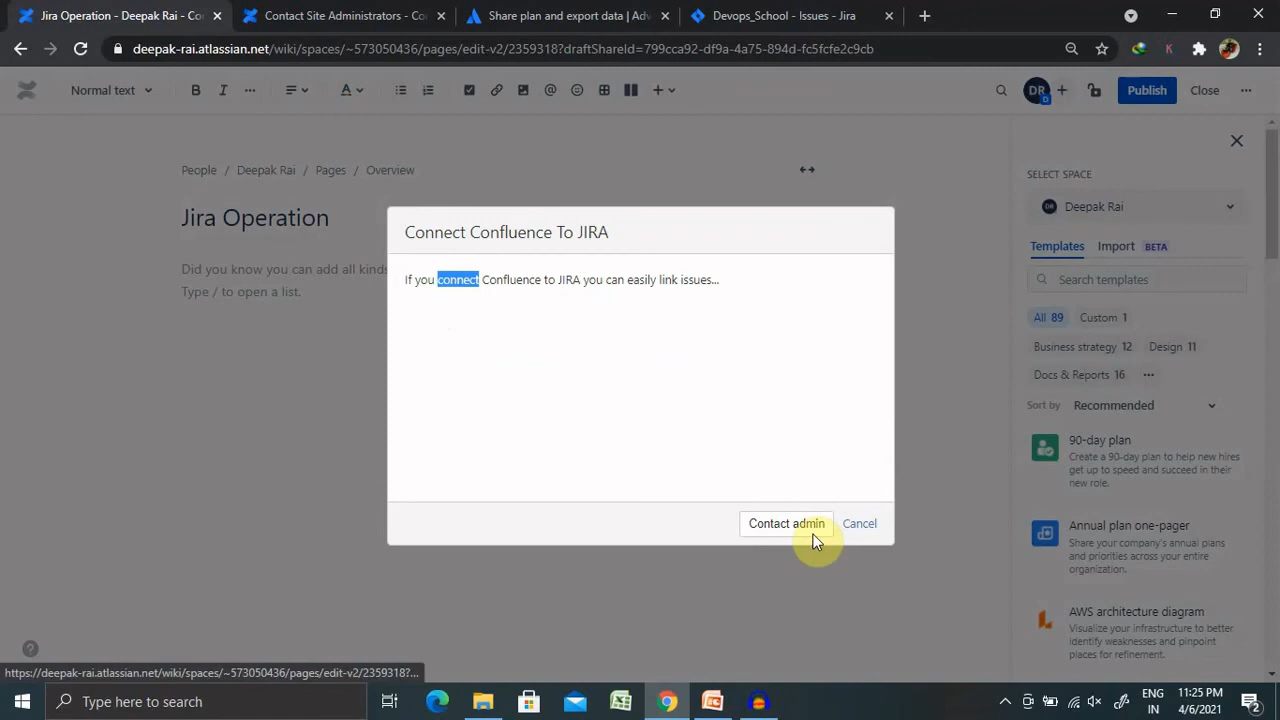 Jira Operation - Deepak Rai - Co
Contact Site Administrators - Co
Share plan and export data | Adv
Devops_School - Issues - Jira
deepak-rai.atlassian.net/wiki/spaces/~573050436/pages/edit-v2/2359318?draftShareId=799cca92-df9a-4a75-894d-fc5fcfe2c9cb
K
Normal text
B
I
A
DR
D
Publish
Close
People / Deepak Rai / Pages / Overview
Jira Operation
Did you know you can add all kinds
Type / to open a list.
Connect Confluence To JIRA
If you connect Confluence to JIRA you can easily link issues...
Contact admin
Cancel
SELECT SPACE
DR Deepak Rai
Templates
Import BETA
Search templates
All 89
Custom 1
Business strategy 12
Design 11
Docs & Reports 16
Sort by Recommended
90-day plan
Create a 90-day plan to help new hires
get up to speed and succeed in their
new role.
Annual plan one-pager
Share your company's annual plans
and priorities across your entire
organization.
AWS architecture diagram
Visualize your infrastructure to better
identify weaknesses and pinpoint
places for refinement.
https://deepak-rai.atlassian.net/wiki/spaces/~573050436/pages/edit-v2/2359318?...
Type here to search
ENG
IN
11:25 PM
4/6/2021
2